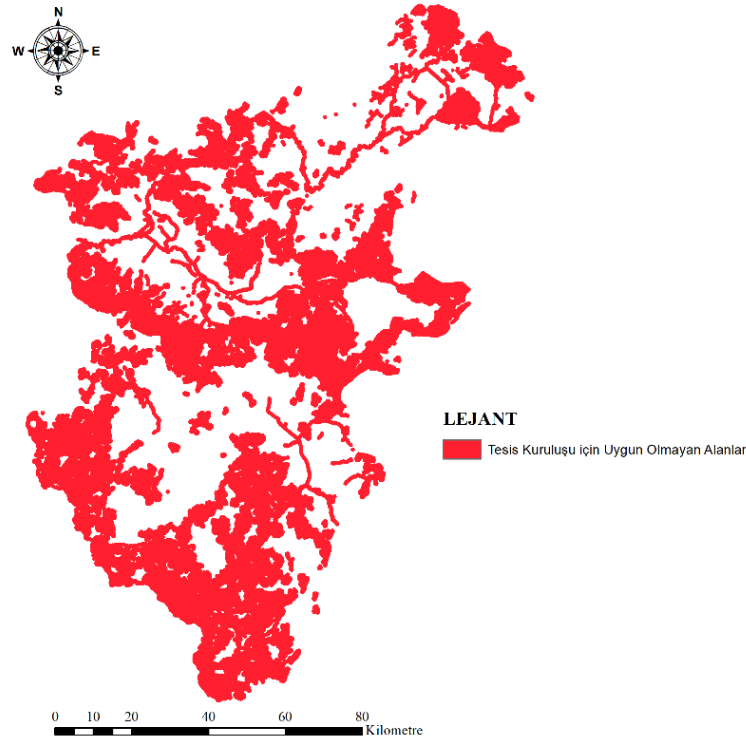 N
W E
S
LEJANT
Tesis Kuruluşu için Uygun Olmayan Alanlar
0 10 20 40 60 80
Kilometre